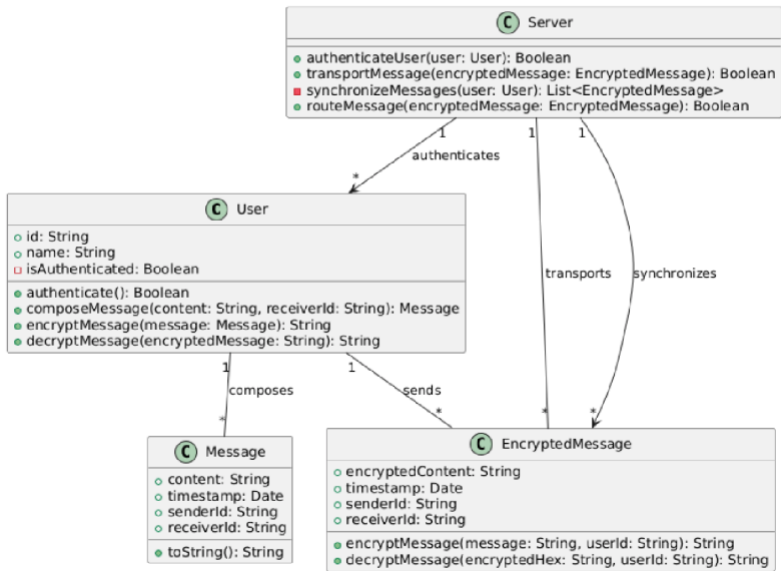 C Server
authenticateUser(user: User): Boolean
transportMessage(encryptedMessage: EncryptedMessage): Boolean
synchronizeMessages(user: User): List<EncryptedMessage>
routeMessage(encryptedMessage: EncryptedMessage): Boolean
1 1 1
authenticates
*
C User
id: String
name: String
isAuthenticated: Boolean
authenticate(): Boolean
composeMessage(content: String, receiverId: String): Message
encryptMessage(message: Message): String
decryptMessage(encryptedMessage: String): String
transports synchronizes
1 1
composes sends
* * * *
C Message
content: String
timestamp: Date
senderId: String
receiverId: String
toString(): String
C EncryptedMessage
encryptedContent: String
timestamp: Date
senderId: String
receiverId: String
encryptMessage(message: String, userId: String): String
decryptMessage(encryptedHex: String, userId: String): String